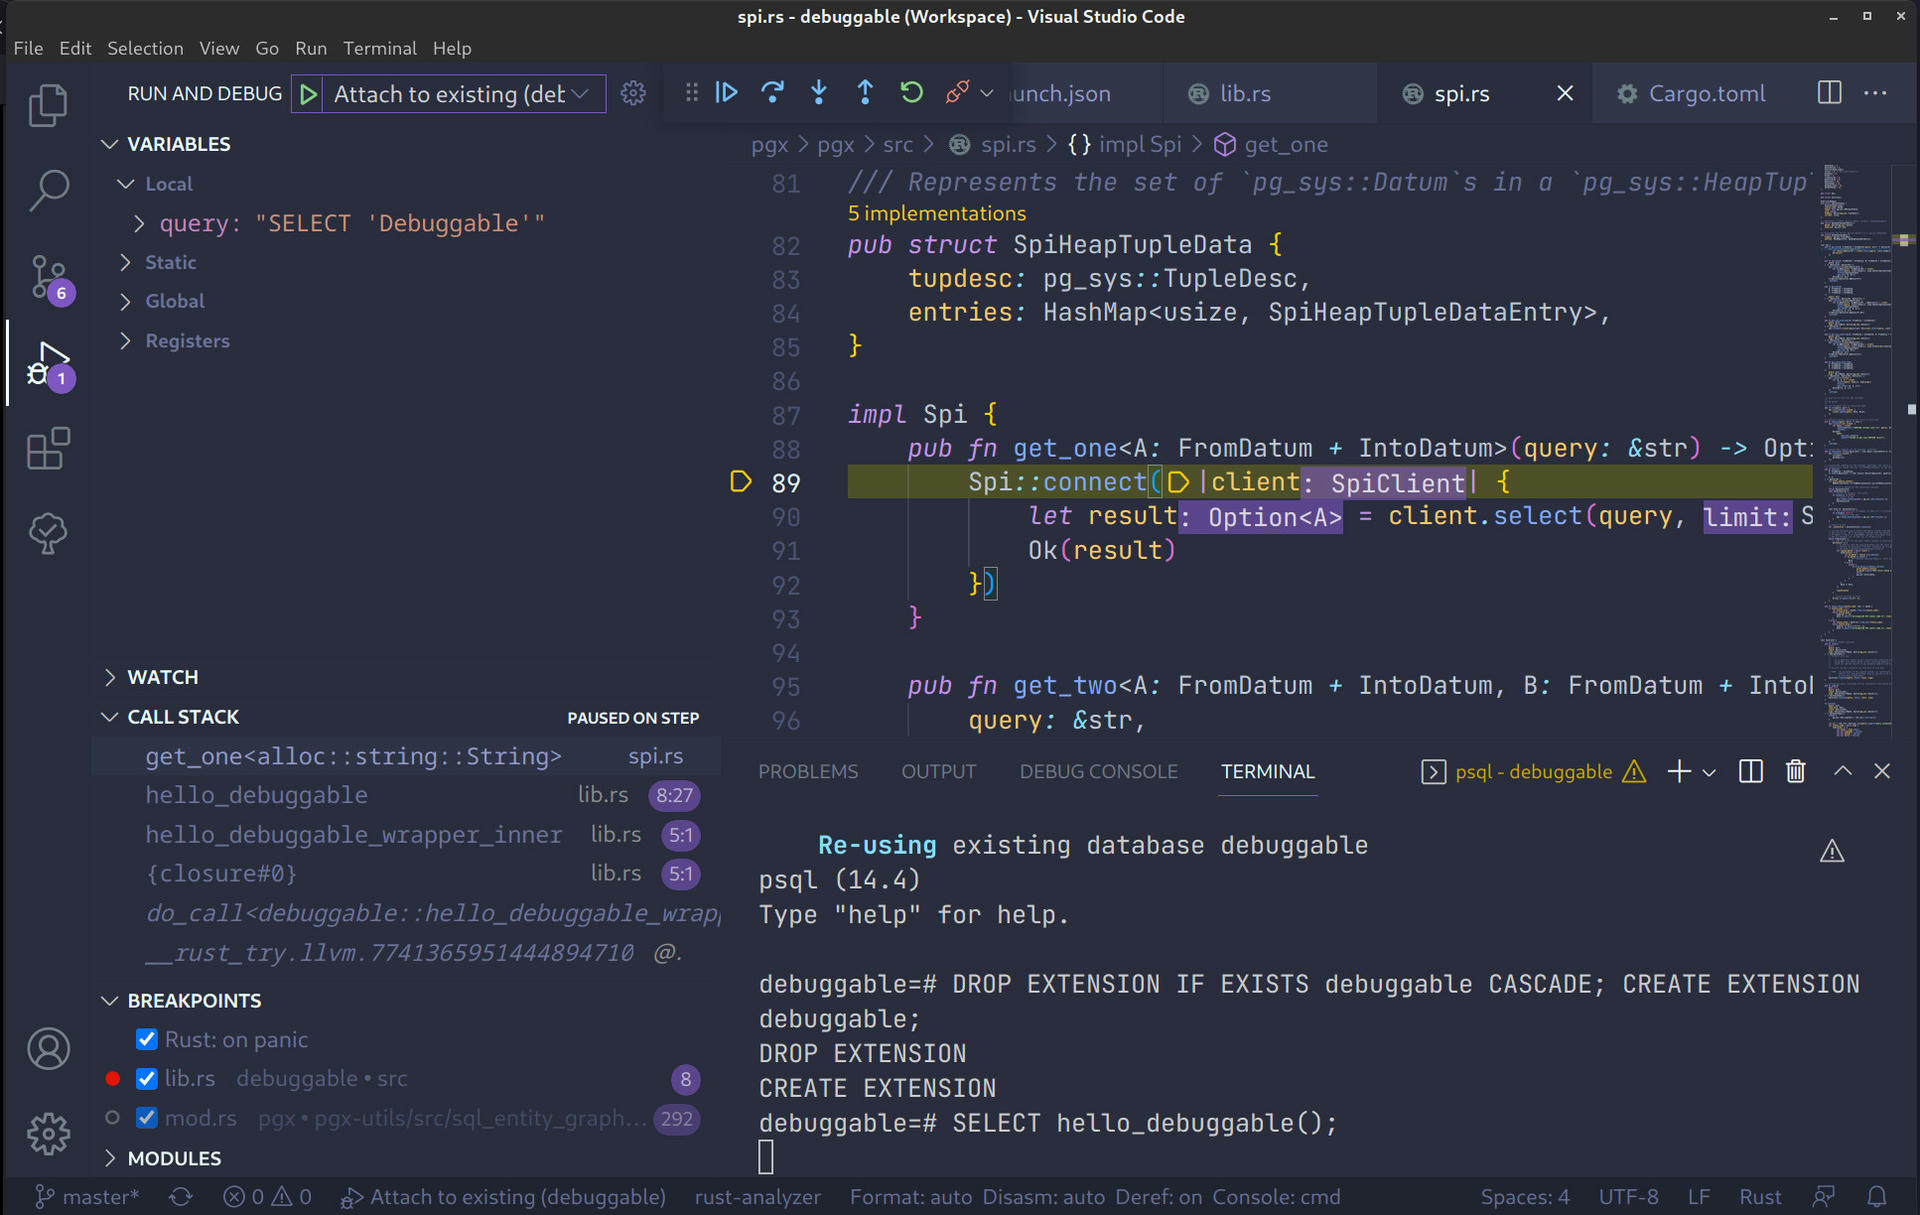 spi.rs - debuggable (Workspace) - Visual Studio Code
File Edit Selection View Go Run Terminal Help
RUN AND DEBUG Attach to existing (det
unch.json lib.rs spi.rs Cargo.toml
6
1
VARIABLES
Local
query: "SELECT 'Debuggable'"
Static
Global
Registers
WATCH
CALL STACK PAUSED ON STEP
get_one<alloc::string::String> spi.rs
hello_debuggable lib.rs 8:27
hello_debuggable_wrapper_inner lib.rs 5:1
{closure#0} lib.rs 5:1
do_call<debuggable::hello_debuggable_wrapp
__rust_try.llvm.7741365951444894710 @.
BREAKPOINTS
Rust: on panic
lib.rs debuggable • src 8
mod.rs pgx • pgx-utils/src/sql_entity_graph... 292
MODULES
pgx > pgx > src > spi.rs > {} impl Spi > get_one
81 /// Represents the set of `pg_sys::Datum`s in a `pg_sys::HeapTup
5 implementations
82 pub struct SpiHeapTupleData {
83 tupdesc: pg_sys::TupleDesc,
84 entries: HashMap<usize, SpiHeapTupleDataEntry>,
85 }
86
87 impl Spi {
88 pub fn get_one<A: FromDatum + IntoDatum>(query: &str) -> Opti
89 Spi::connect(|client: SpiClient| {
90 let result: Option<A> = client.select(query, limit: S
91 Ok(result)
92 })
93 }
94
95 pub fn get_two<A: FromDatum + IntoDatum, B: FromDatum + IntoD
96 query: &str,
PROBLEMS OUTPUT DEBUG CONSOLE TERMINAL psql - debuggable
Re-using existing database debuggable
psql (14.4)
Type "help" for help.
debuggable=# DROP EXTENSION IF EXISTS debuggable CASCADE; CREATE EXTENSION
debuggable;
DROP EXTENSION
CREATE EXTENSION
debuggable=# SELECT hello_debuggable();
master* 0 0 Attach to existing (debuggable) rust-analyzer Format: auto Disasm: auto Deref: on Console: cmd Spaces: 4 UTF-8 LF Rust